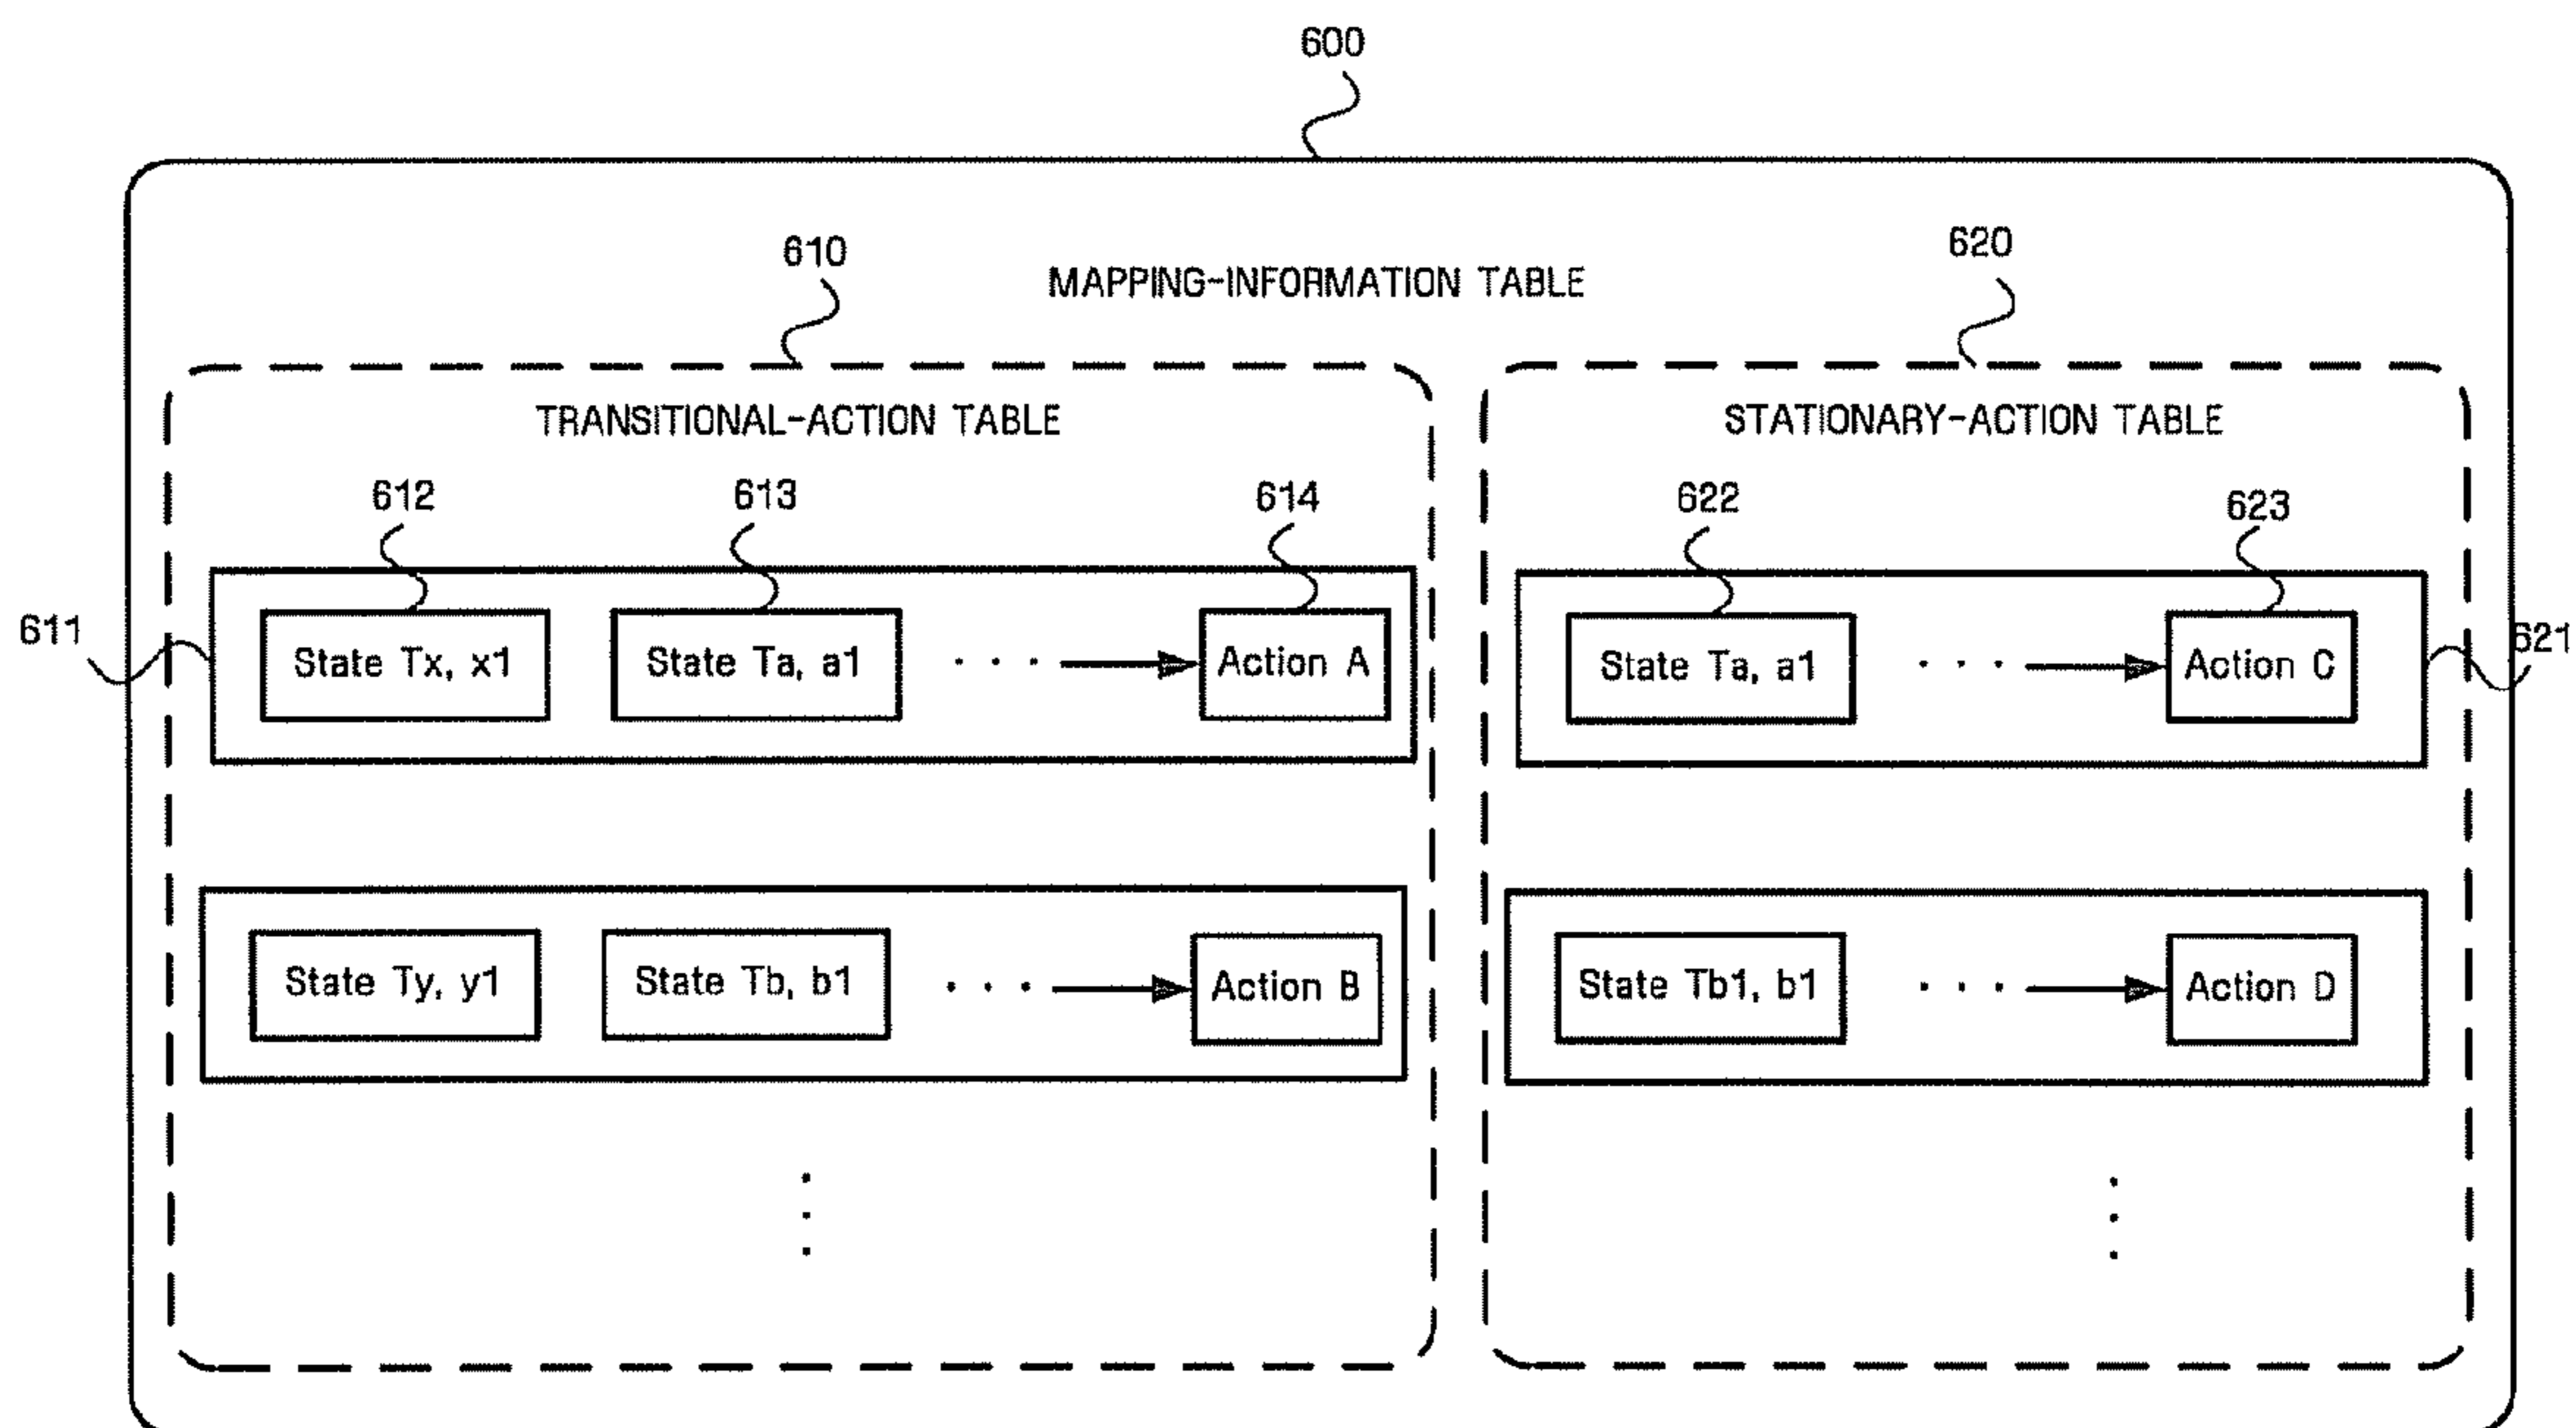 600
610
620
MAPPING-INFORMATION TABLE
TRANSITIONAL-ACTION TABLE
STATIONARY-ACTION TABLE
612
613
614
622
623
611
State Tx, x1
State Ta, a1
. . .
Action A
State Ta, a1
. . .
Action C
621
State Ty, y1
State Tb, b1
. . .
Action B
State Tb1, b1
. . .
Action D